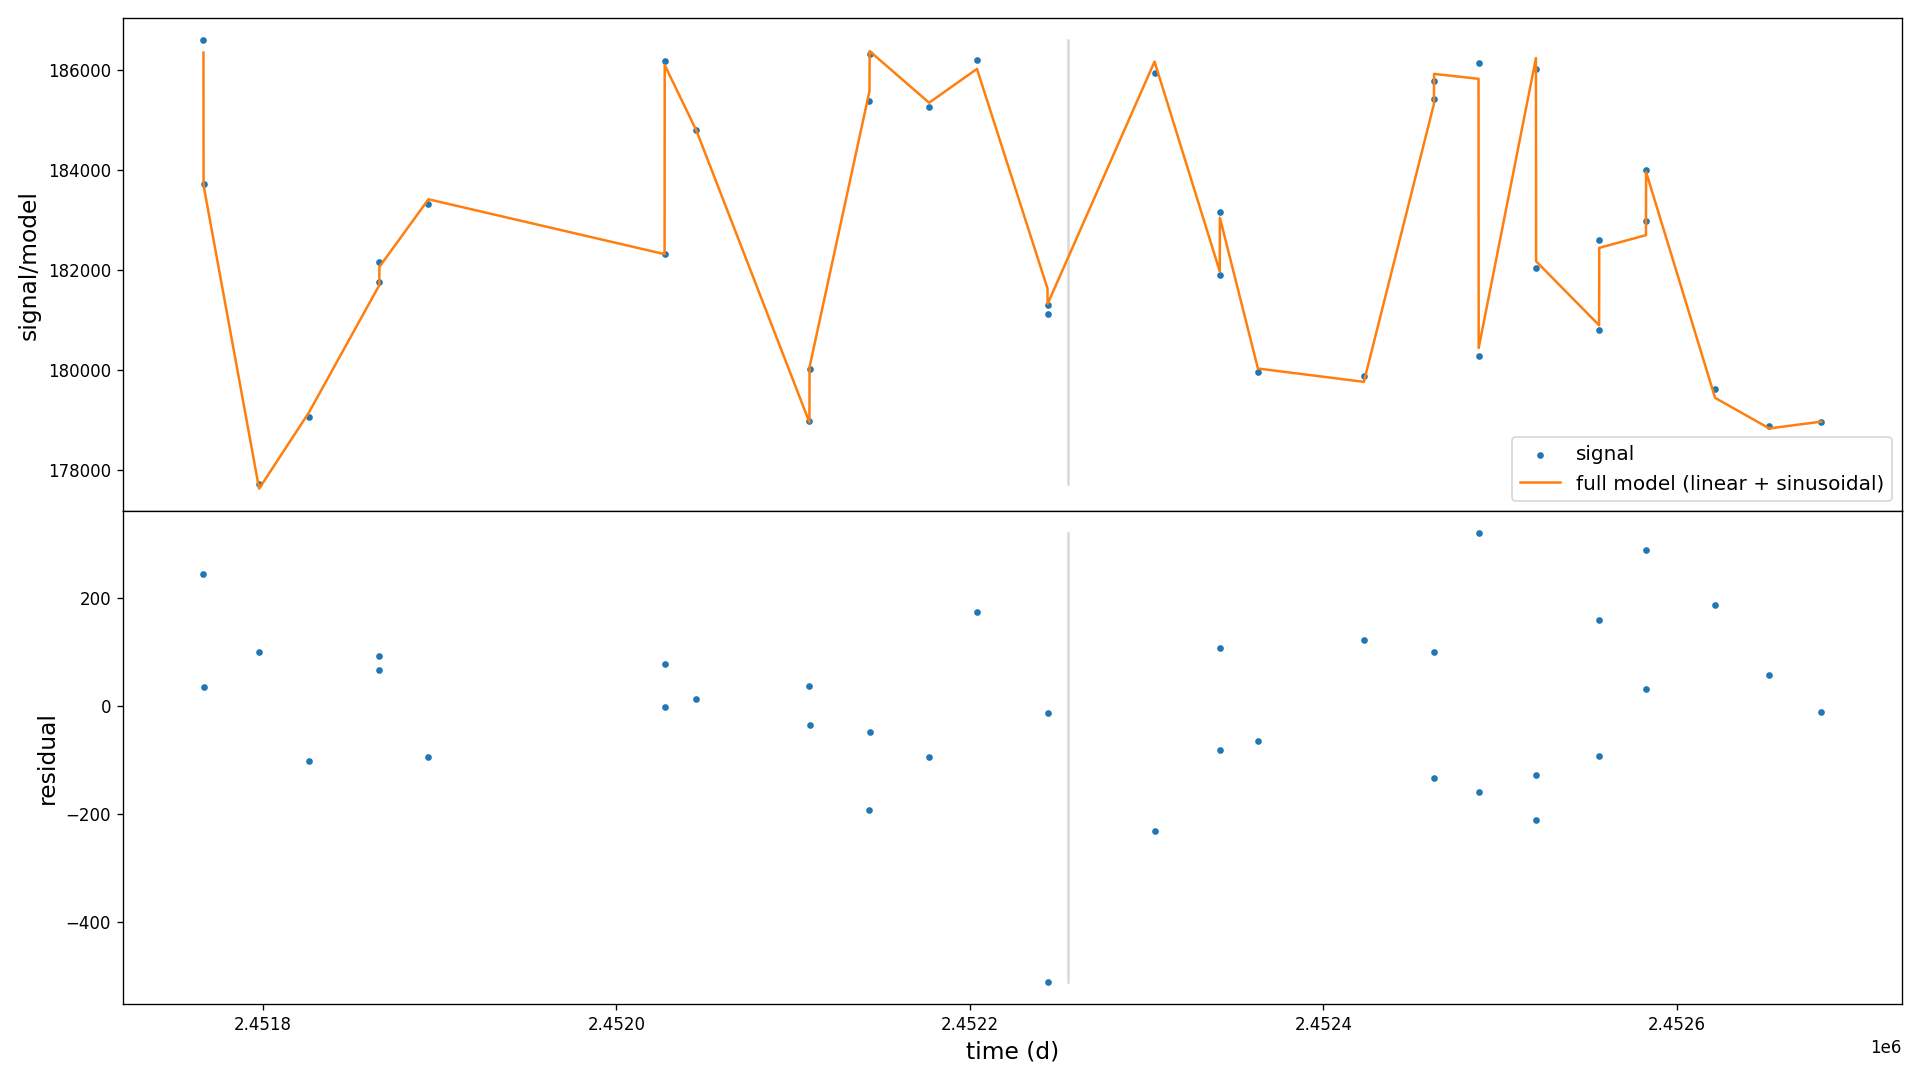 186000
184000
182000
180000
178000
signal/model
signal
full model (linear + sinusoidal)
200
0
−200
−400
residual
2.4518
2.4520
2.4522
2.4524
2.4526
1e6
time (d)